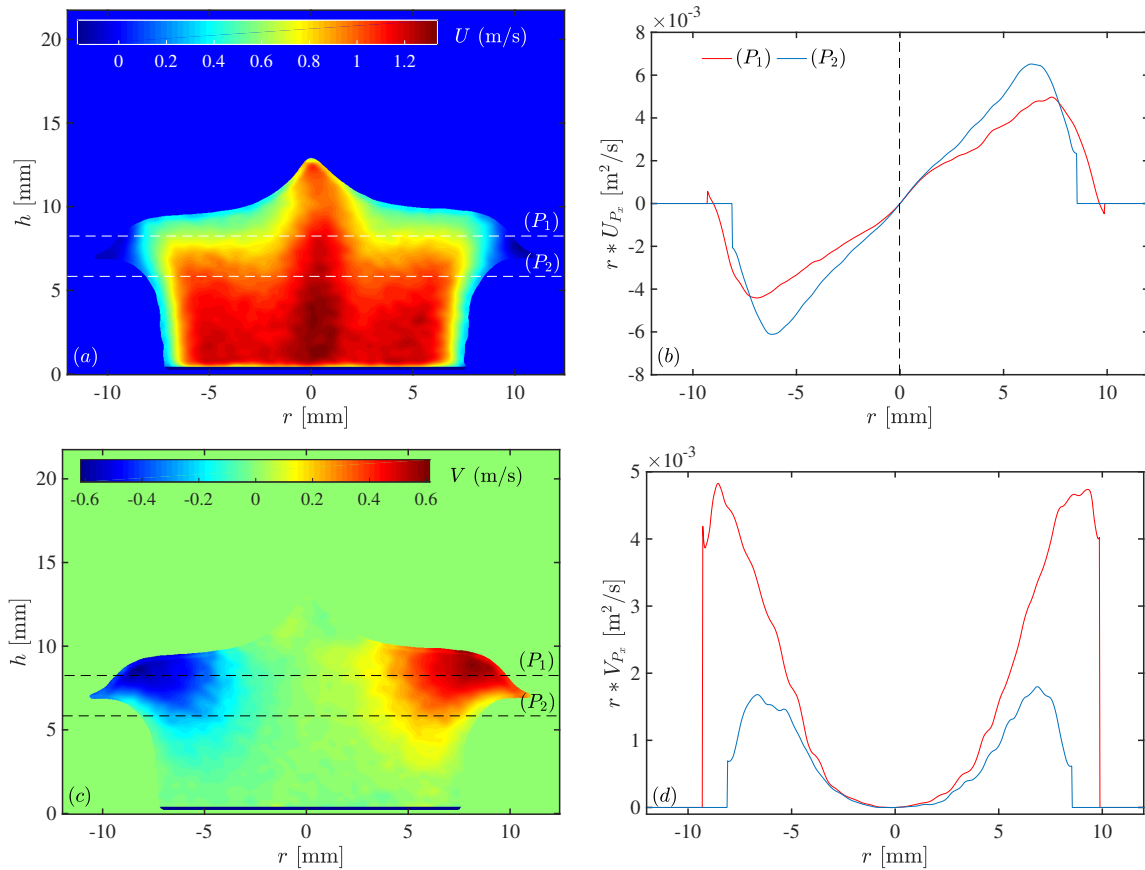 U (m/s)
0 0.2 0.4 0.6 0.8 1 1.2
20
15
10
5
0
h [mm]
(P₁)
(P₂)
(a)
-10 -5 0 5 10
r [mm]
×10⁻³
8
6
4
2
0
-2
-4
-6
-8
r ∗ U_{P_x} [m²/s]
(P₁) (P₂)
(b)
-10 -5 0 5 10
r [mm]
V (m/s)
-0.6 -0.4 -0.2 0 0.2 0.4 0.6
20
15
10
5
0
h [mm]
(P₁)
(P₂)
(c)
-10 -5 0 5 10
r [mm]
×10⁻³
5
4
3
2
1
0
r ∗ V_{P_x} [m²/s]
(d)
-10 -5 0 5 10
r [mm]